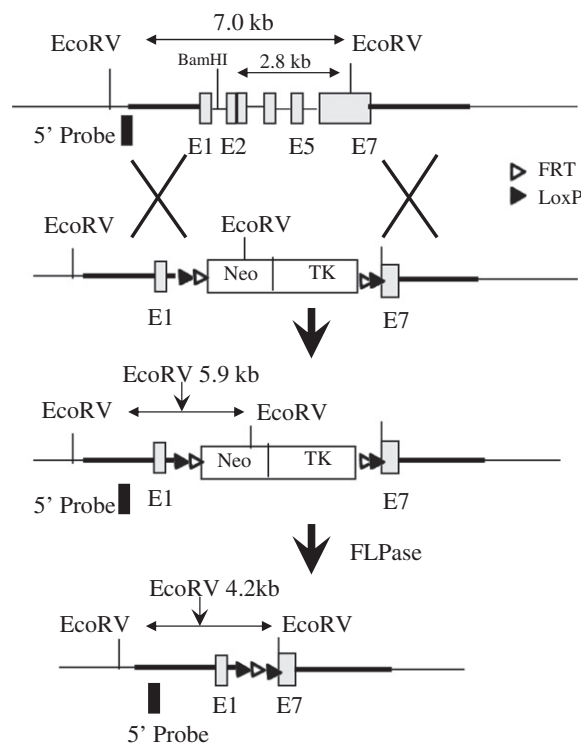 7.0 kb
EcoRV EcoRV
BamHI 2.8 kb
5’ Probe E1 E2 E5 E7
FRT
LoxP
EcoRV EcoRV
Neo TK
E1 E7
EcoRV 5.9 kb
EcoRV EcoRV
Neo TK
5’ Probe E1 E7
FLPase
EcoRV 4.2kb
EcoRV EcoRV
E1 E7
5’ Probe